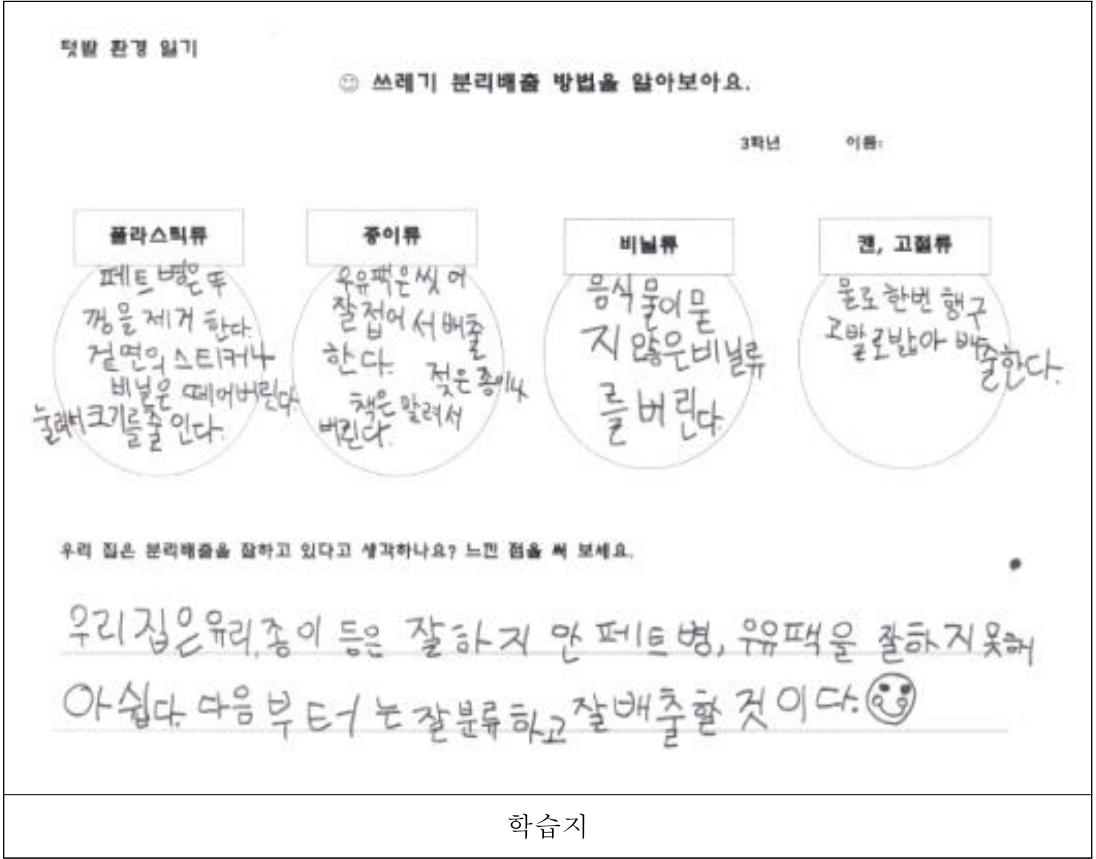 텃밭 환경 일기
☺ 쓰레기 분리배출 방법을 알아보아요.
3학년 이름:
플라스틱류
페트병은 뚜
껑을 제거 한다.
겉면의 스티커나
비닐은 떼어버린다.
눌러서 크기를줄 인다.
종이류
우유팩은씻 어
잘접어 서 배출
한다.
젖은 종이나
책은 말려서
버린다.
비닐류
음식물이 묻
지 않은비닐류
를 버린다.
캔, 고철류
물로 한번 헹구
고발로밟아 배
출한다.
우리 집은 분리배출을 잘하고 있다고 생각하나요? 느낀 점을 써 보세요.
우리집은유리,종이 등은 잘하지 만 페트병, 우유팩을 잘하지못해
아쉽다. 다음 부터는 잘분류하고 잘배출할 것이다.
학습지